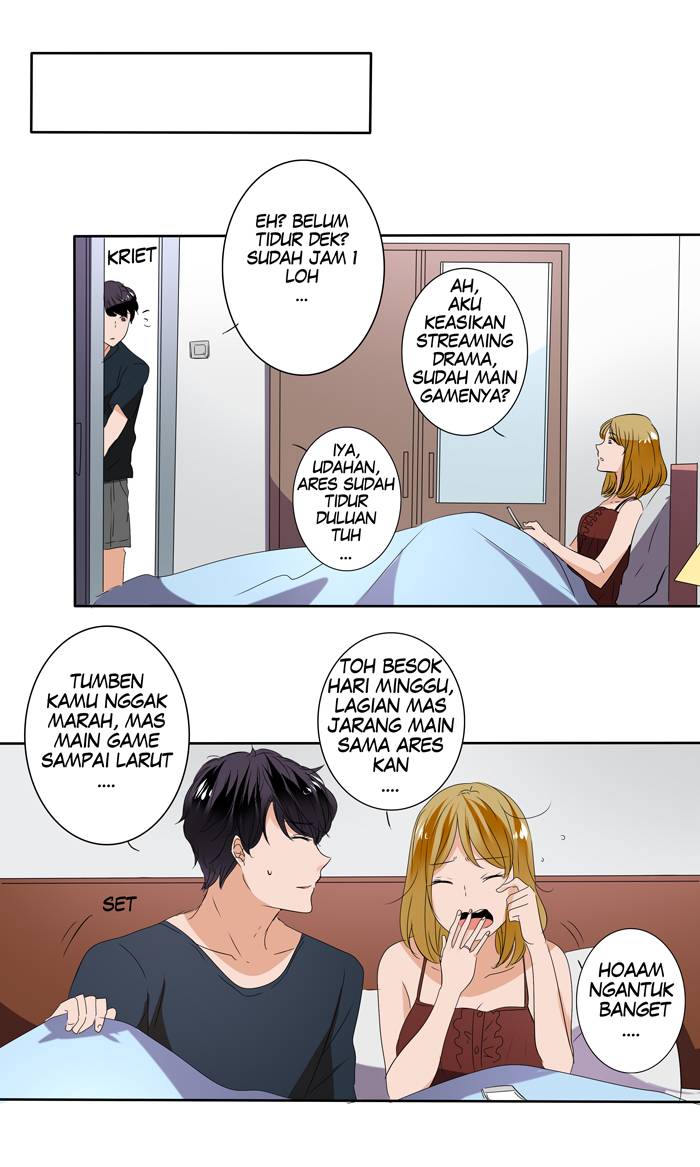 KRIET
EH? BELUM
TIDUR DEK?
SUDAH JAM 1
LOH
...
AH,
AKU
KEASIKAN
STREAMING
DRAMA,
SUDAH MAIN
GAMENYA?
IYA,
UDAHAN,
ARES SUDAH
TIDUR
DULUAN
TUH
...
TUMBEN
KAMU NGGAK
MARAH, MAS
MAIN GAME
SAMPAI LARUT
....
TOH BESOK
HARI MINGGU,
LAGIAN MAS
JARANG MAIN
SAMA ARES
KAN
....
SET
HOAAM
NGANTUK
BANGET
....